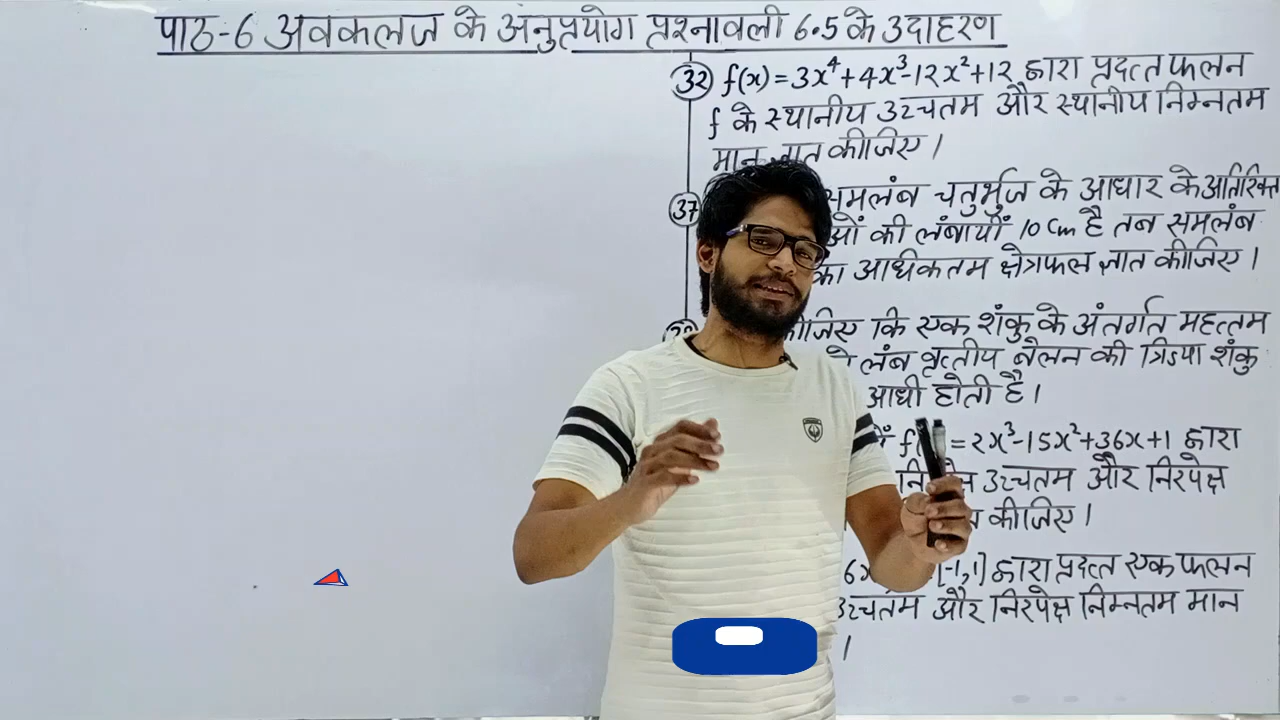 पाठ-6 अवकलज के अनुप्रयोग प्रश्नावली 6.5 के उदाहरण
32 f(x) = 3x⁴+4x³-12x²+12 द्वारा प्रदत्त फलन
f के स्थानीय उच्चतम और स्थानीय निम्नतम
मान ज्ञात कीजिए।
37 समलंब चतुर्भुज के आधार के अतिरिक्त
की लंबायीं 10 cm है तब समलंब
का अधिकतम क्षेत्रफल ज्ञात कीजिए।
कि एक शंकु के अंतर्गत महत्तम
लंब वृत्तीय बेलन की त्रिज्या शंकु
आधी होती है।
= 2x³-15x²+36x+1 द्वारा
उच्चतम और निरपेक्ष
कीजिए।
[-1,1] द्वारा प्रदत्त एक फलन
उच्चतम और निरपेक्ष निम्नतम मान
।